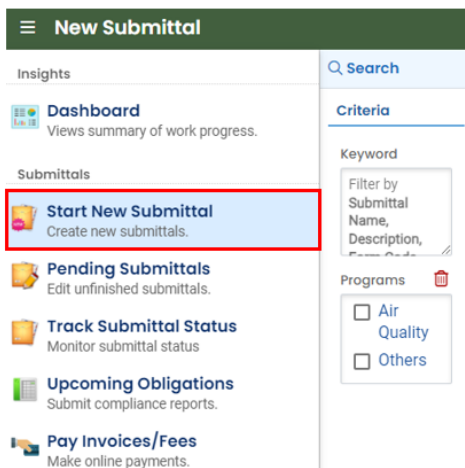 New Submittal
Insights
Dashboard
Views summary of work progress.
Submittals
Start New Submittal
Create new submittals.
Pending Submittals
Edit unfinished submittals.
Track Submittal Status
Monitor submittal status
Upcoming Obligations
Submit compliance reports.
Pay Invoices/Fees
Make online payments.
Search
Criteria
Keyword
Filter by
Submittal
Name,
Description,
Form Code
Programs
Air
Quality
Others